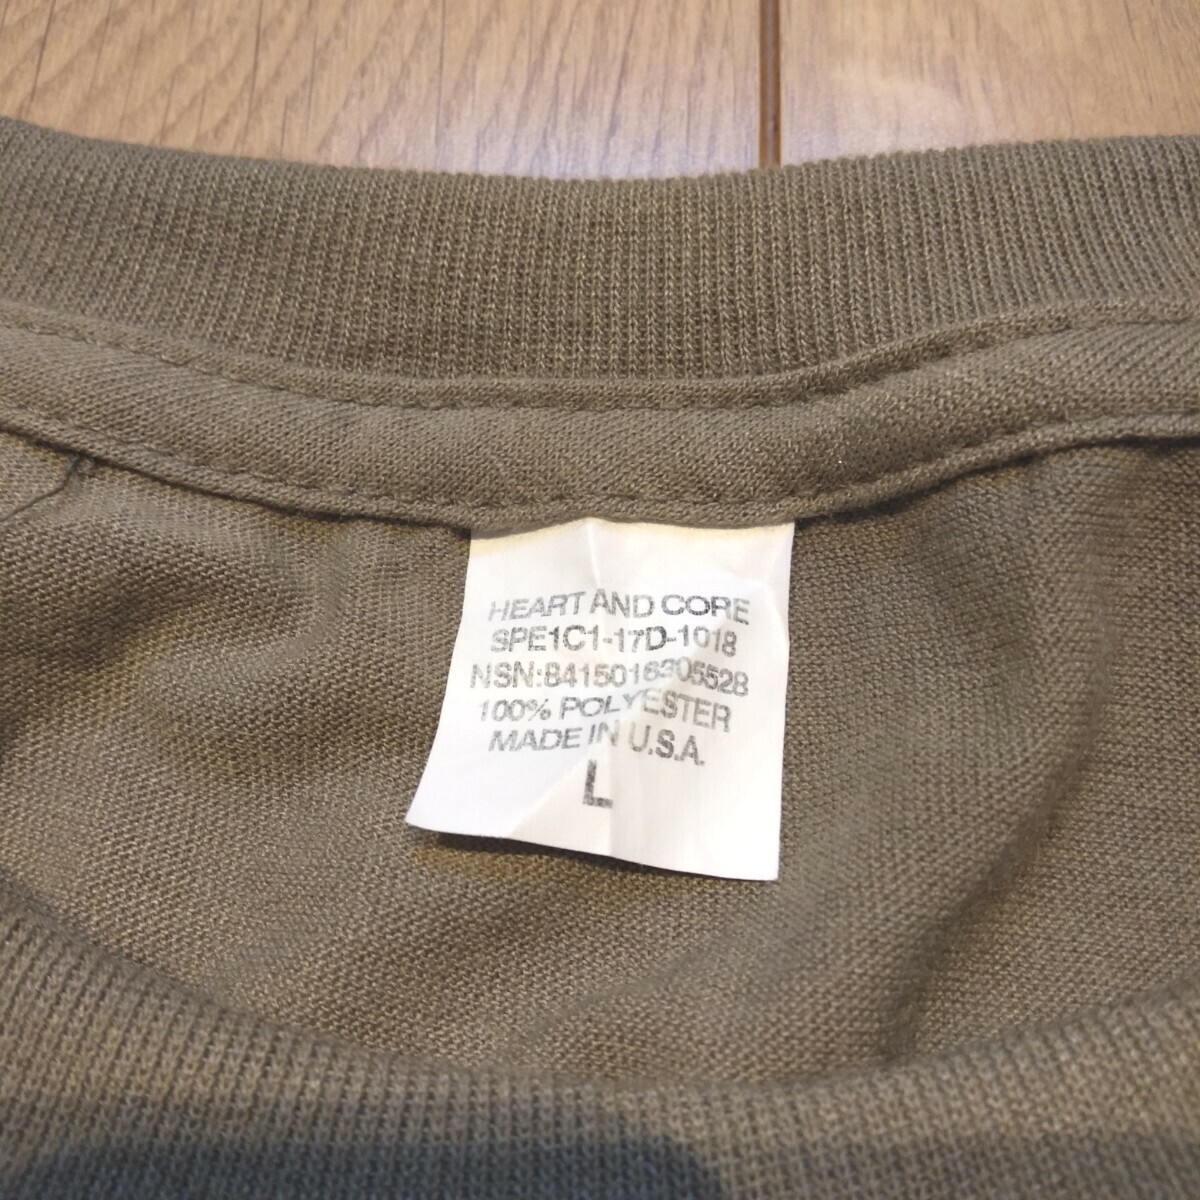 HEART AND CORE
SPE1C1-17D-1018
NSN:8415016305528
100% POLYESTER
MADE IN U.S.A.
L